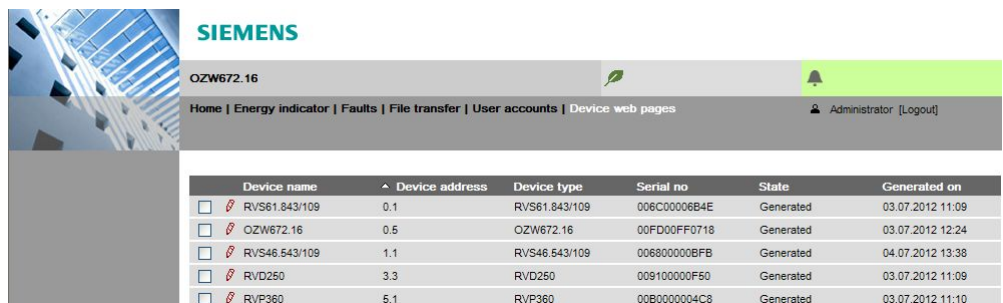 SIEMENS
OZW672.16
Home | Energy indicator | Faults | File transfer | User accounts | Device web pages
Administrator [Logout]
Device name Device address Device type Serial no State Generated on
RVS61.843/109 0.1 RVS61.843/109 006C00006B4E Generated 03.07.2012 11:09
OZW672.16 0.5 OZW672.16 00FD00FF0718 Generated 03.07.2012 12:24
RVS46.543/109 1.1 RVS46.543/109 006800000BFB Generated 04.07.2012 13:38
RVD250 3.3 RVD250 009100000F50 Generated 03.07.2012 11:09
RVP360 5.1 RVP360 00B0000004C8 Generated 03.07.2012 11:10